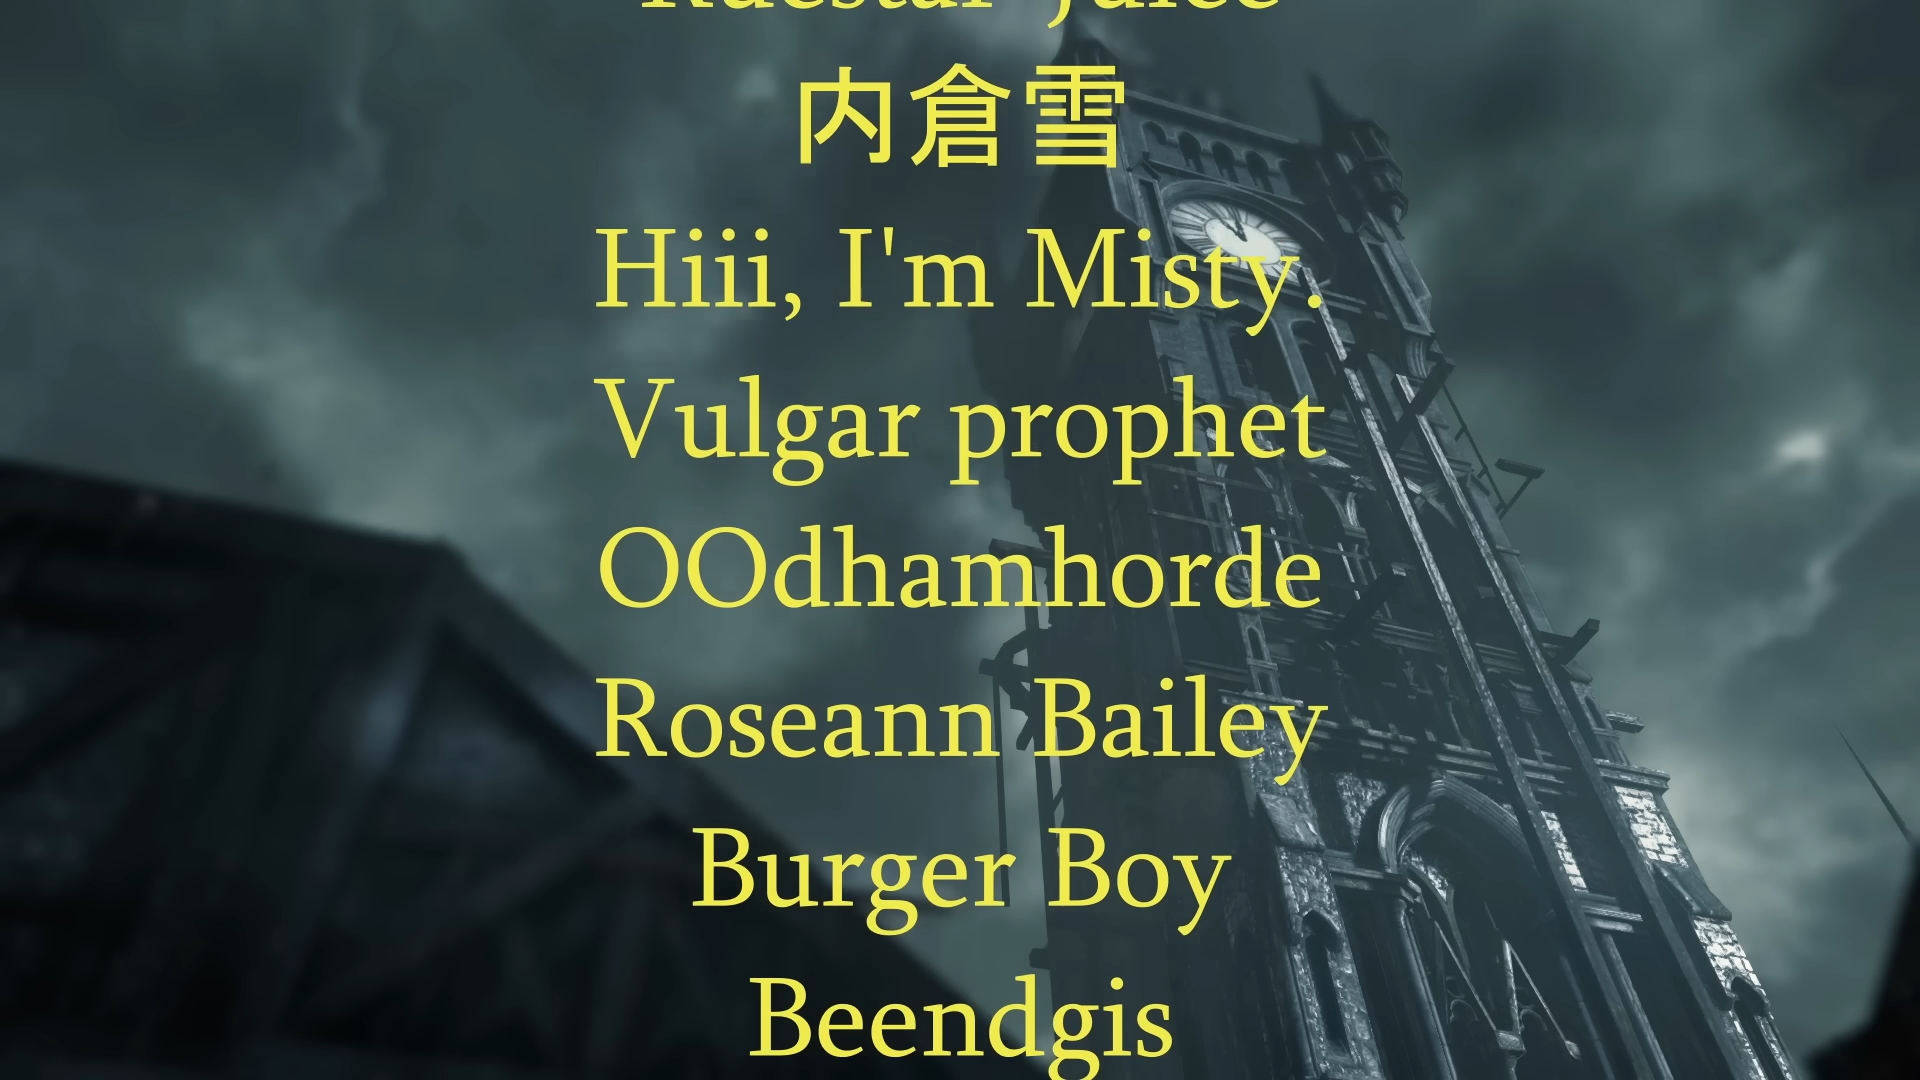 内倉雪
Hiii, I'm Misty.
Vulgar prophet
OOdhamhorde
Roseann Bailey
Burger Boy
Beendgis